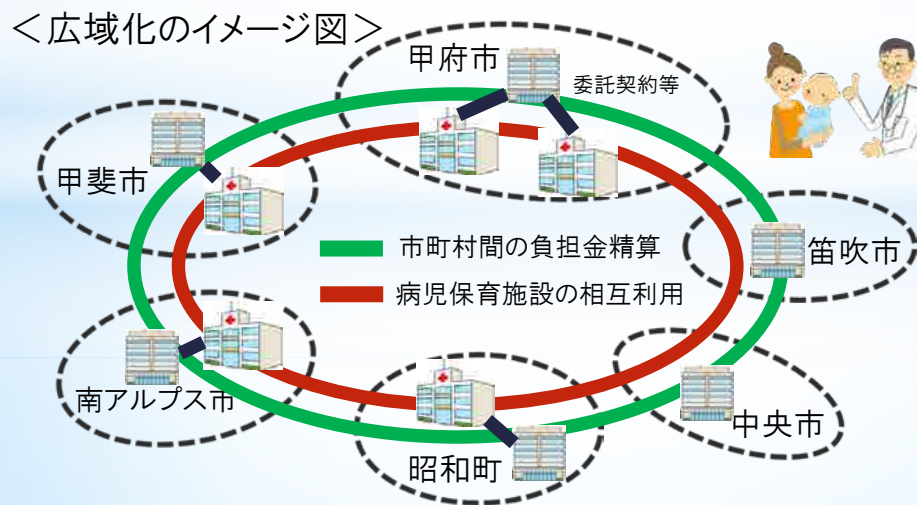 ＜広域化のイメージ図＞
甲府市
委託契約等
甲斐市
市町村間の負担金精算
笛吹市
病児保育施設の相互利用
南アルプス市
中央市
昭和町